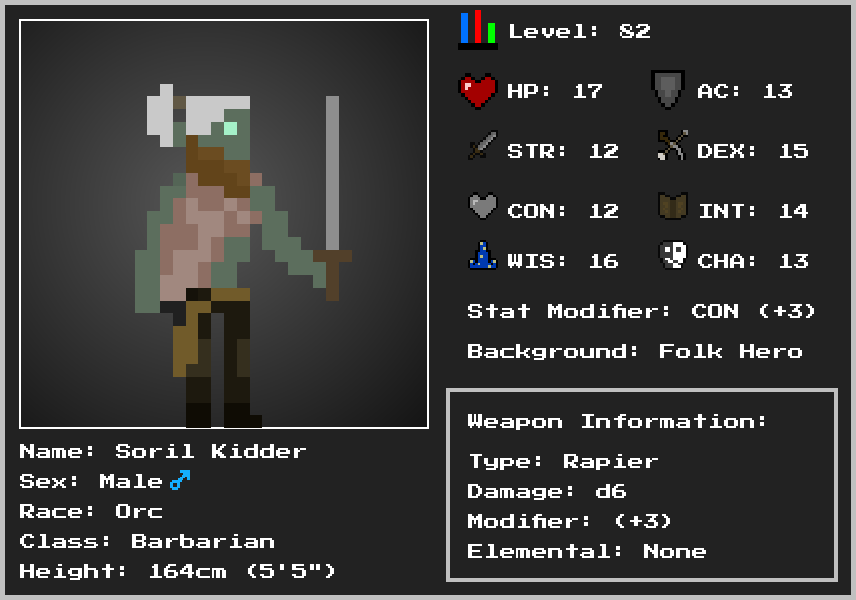 Level: 82
HP: 17
AC: 13
STR: 12
DEX: 15
CON: 12
INT: 14
WIS: 16
CHA: 13
Stat Modifier: CON (+3)
Background: Folk Hero
Weapon Information:
Type: Rapier
Damage: d6
Modifier: (+3)
Elemental: None
Name: Soril Kidder
Sex: Male ♂
Race: Orc
Class: Barbarian
Height: 164cm (5'5")